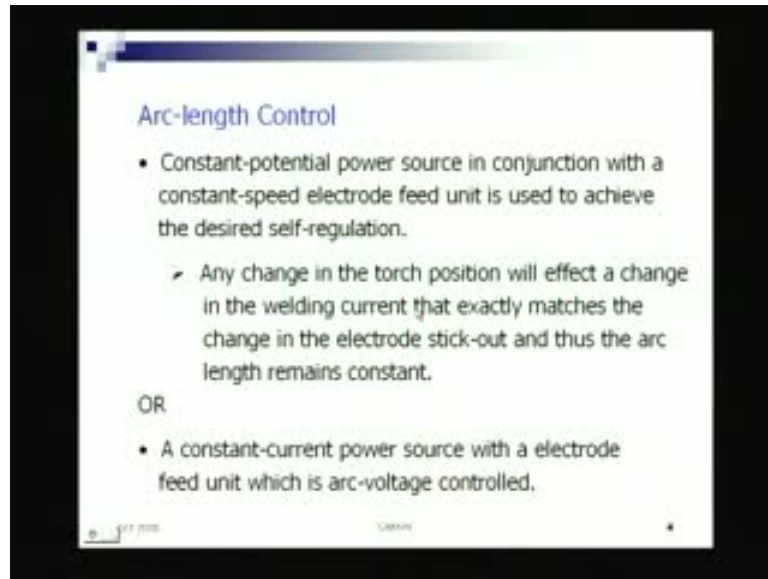 Arc-length Control
• Constant-potential power source in conjunction with a
constant-speed electrode feed unit is used to achieve
the desired self-regulation.
Any change in the torch position will effect a change
in the welding current that exactly matches the
change in the electrode stick-out and thus the arc
length remains constant.
OR
• A constant-current power source with a electrode
feed unit which is arc-voltage controlled.
4